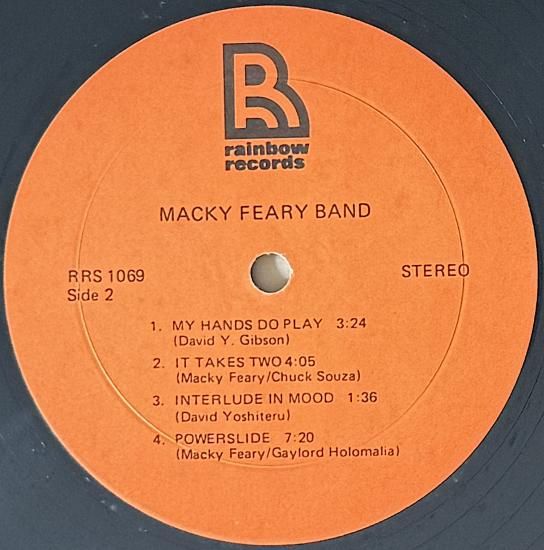 R
rainbow
records
MACKY FEARY BAND
RRS 1069
STEREO
Side 2
1. MY HANDS DO PLAY 3:24
(David Y. Gibson)
2. IT TAKES TWO 4:05
(Macky Feary/Chuck Souza)
3. INTERLUDE IN MOOD 1:36
(David Yoshiteru)
4. POWERSLIDE 7:20
(Macky Feary/Gaylord Holomalia)